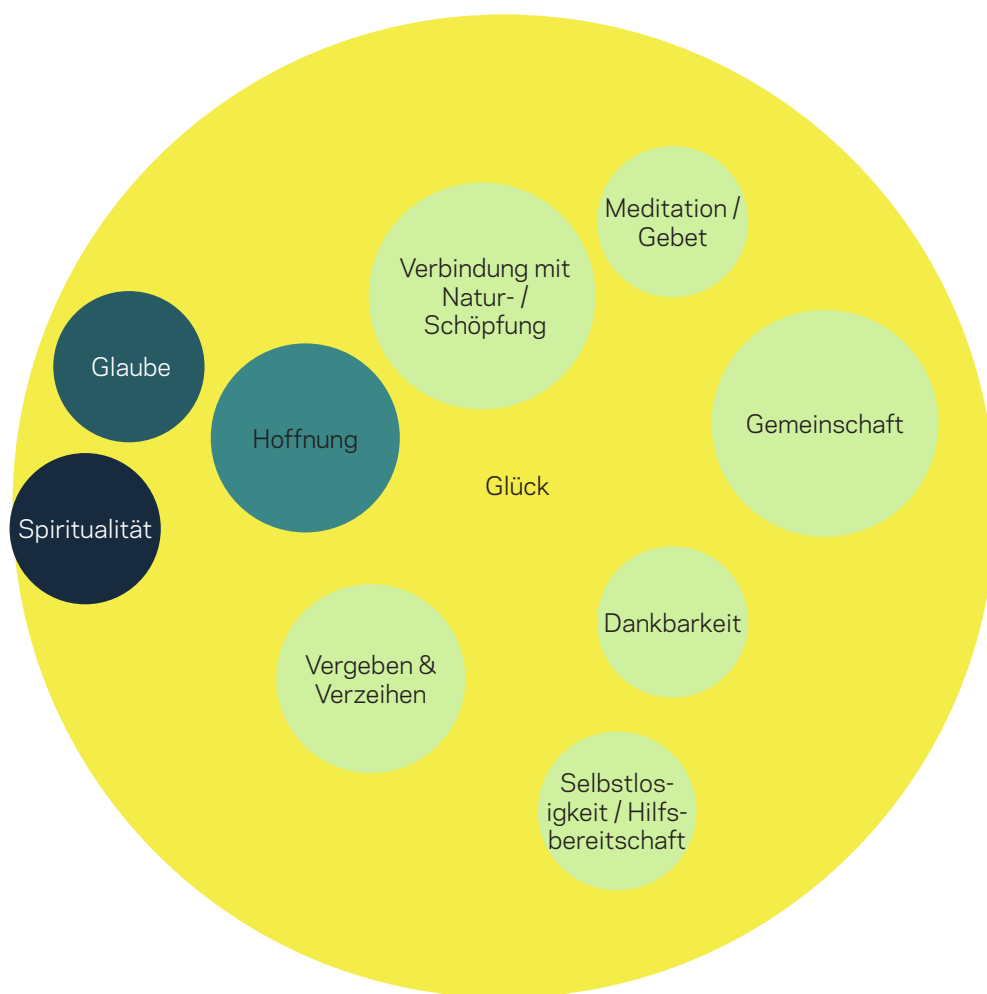 Meditation /
Gebet
Verbindung mit
Natur- /
Schöpfung
Glaube
Hoffnung
Gemeinschaft
Glück
Spiritualität
Dankbarkeit
Vergeben &
Verzeihen
Selbstlos-
igkeit / Hilfs-
bereitschaft